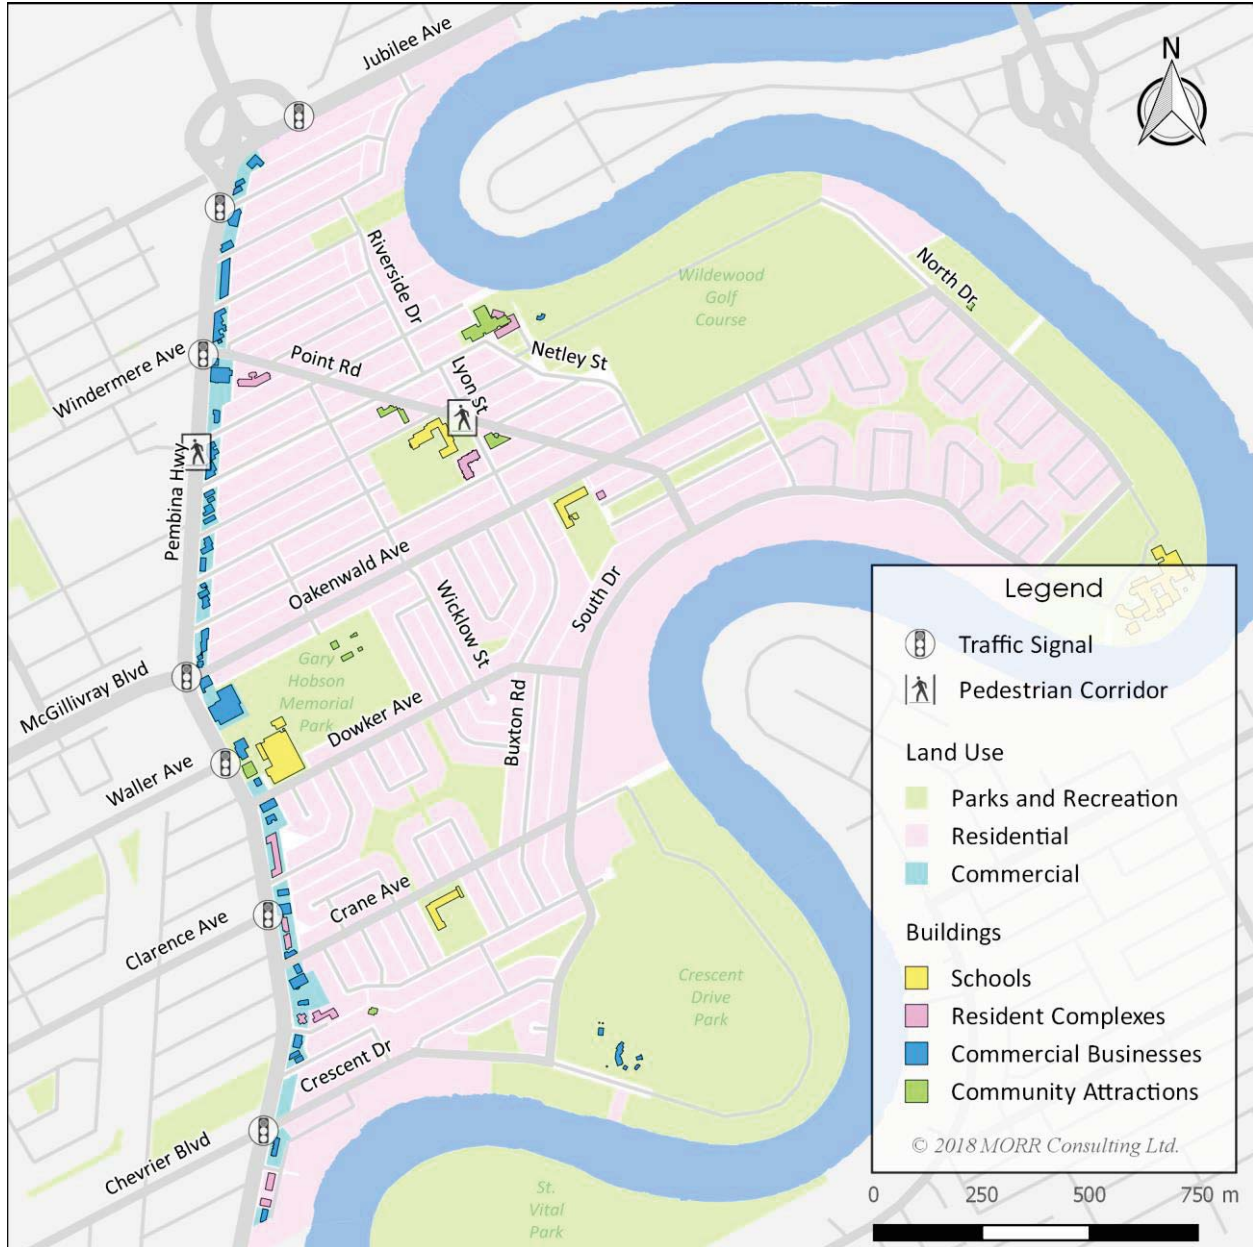 Jubilee Ave
N
Riverside Dr
Wildewood
Golf
Course
North Dr
Windermere Ave
Point Rd
Netley St
Lyon St
Pembina Hwy
Oakenwald Ave
Wicklow St
South Dr
McGillivray Blvd
Gary
Hobson
Memorial
Park
Dowker Ave
Buxton Rd
Waller Ave
Clarence Ave
Crane Ave
Crescent
Drive
Park
Crescent Dr
Chevrier Blvd
St.
Vital
Park
Legend
Traffic Signal
Pedestrian Corridor
Land Use
Parks and Recreation
Residential
Commercial
Buildings
Schools
Resident Complexes
Commercial Businesses
Community Attractions
© 2018 MORR Consulting Ltd.
0 250 500 750 m